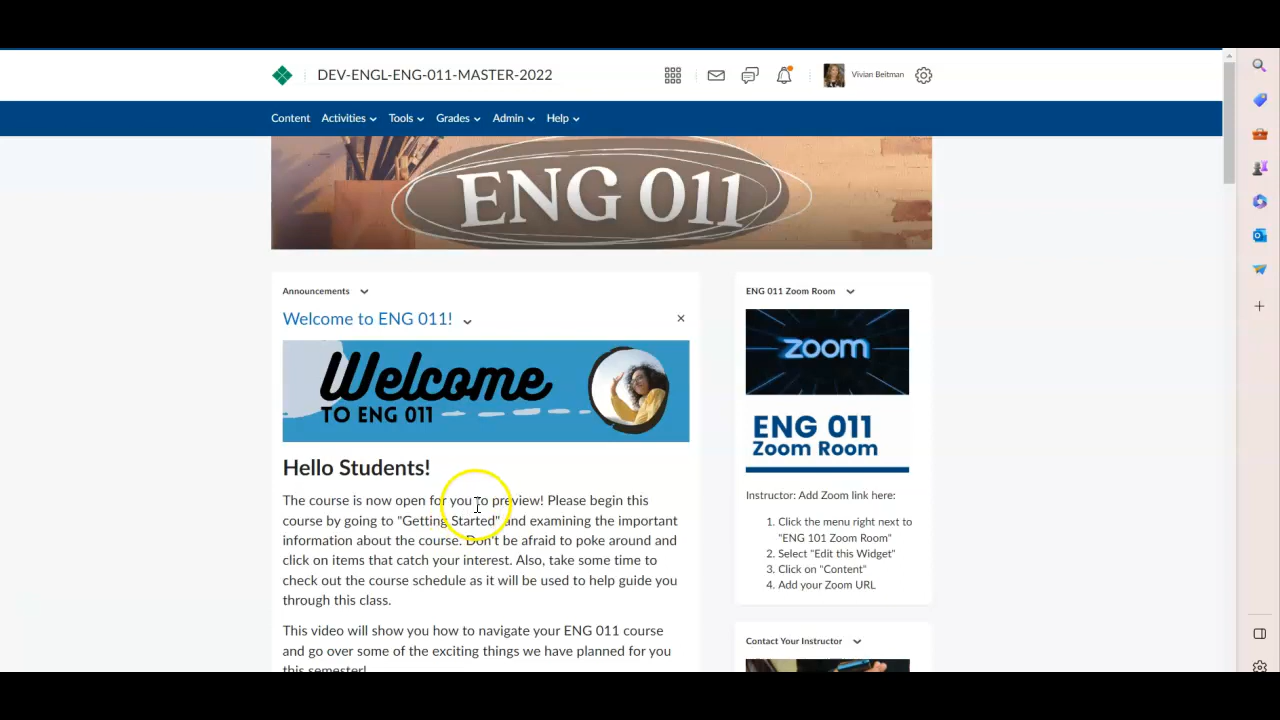 DEV-ENGL-ENG-011-MASTER-2022
Vivian Beitman
Content Activities Tools Grades Admin Help
ENG 011
Announcements
Welcome to ENG 011!
Welcome
TO ENG 011
Hello Students!
The course is now open for you to preview! Please begin this
course by going to "Getting Started" and examining the important
information about the course. Don't be afraid to poke around and
click on items that catch your interest. Also, take some time to
check out the course schedule as it will be used to help guide you
through this class.
This video will show you how to navigate your ENG 011 course
and go over some of the exciting things we have planned for you
this semester!
ENG 011 Zoom Room
zoom
ENG 011
Zoom Room
Instructor: Add Zoom link here:
1. Click the menu right next to
"ENG 101 Zoom Room"
2. Select "Edit this Widget"
3. Click on "Content"
4. Add your Zoom URL
Contact Your Instructor